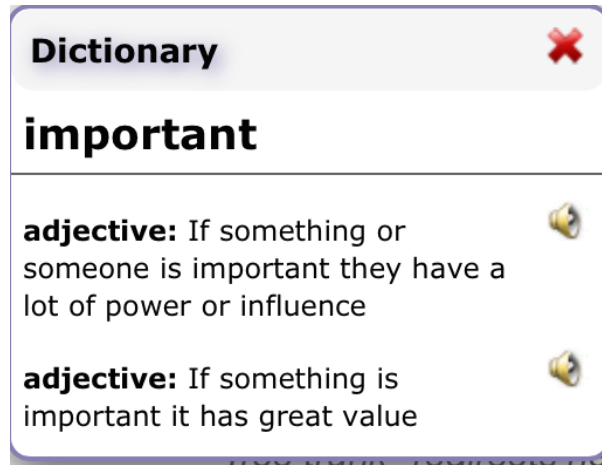 Dictionary
important
adjective: If something or
someone is important they have a
lot of power or influence
adjective: If something is
important it has great value